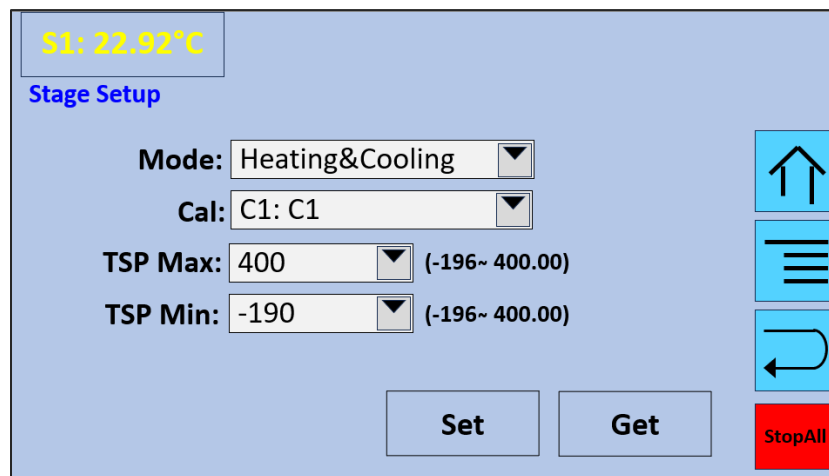 S1: 22.92°C
Stage Setup
Mode: Heating&Cooling
Cal: C1: C1
TSP Max: 400 (-196~ 400.00)
TSP Min: -190 (-196~ 400.00)
Set Get
StopAll